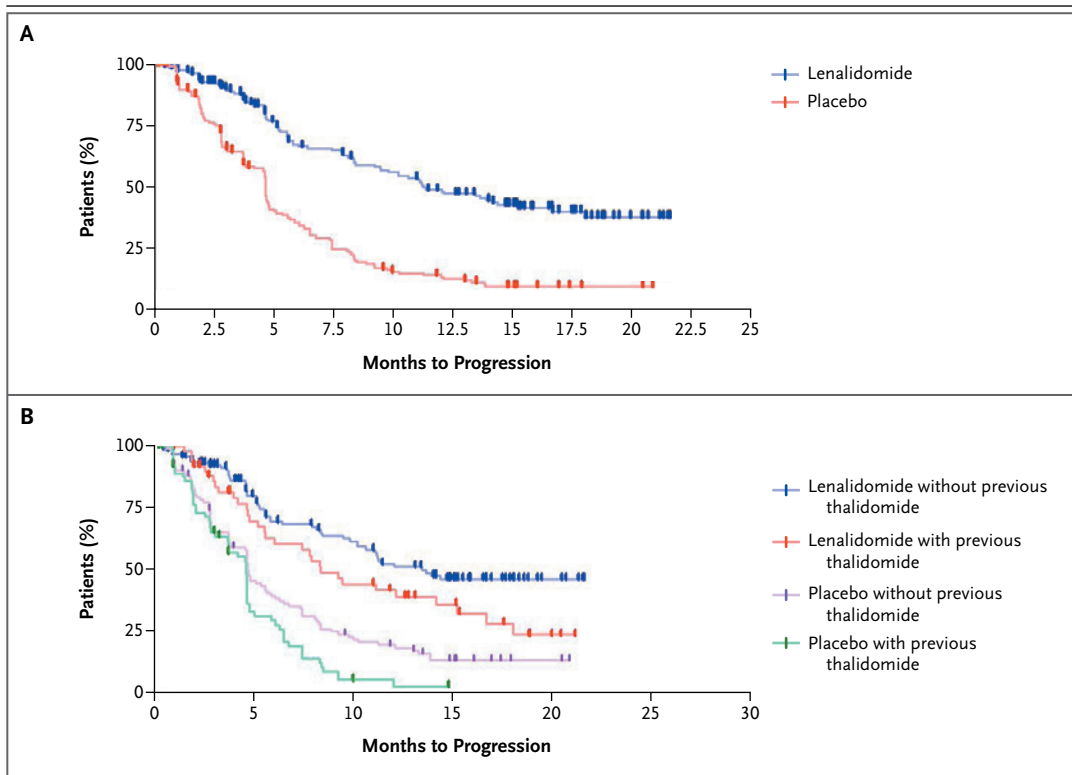 A
100
75
50
25
0
Patients (%)
0 2.5 5 7.5 10 12.5 15 17.5 20 22.5 25
Months to Progression
Lenalidomide
Placebo
B
100
75
50
25
0
Patients (%)
0 5 10 15 20 25 30
Months to Progression
Lenalidomide without previous
thalidomide
Lenalidomide with previous
thalidomide
Placebo without previous
thalidomide
Placebo with previous
thalidomide